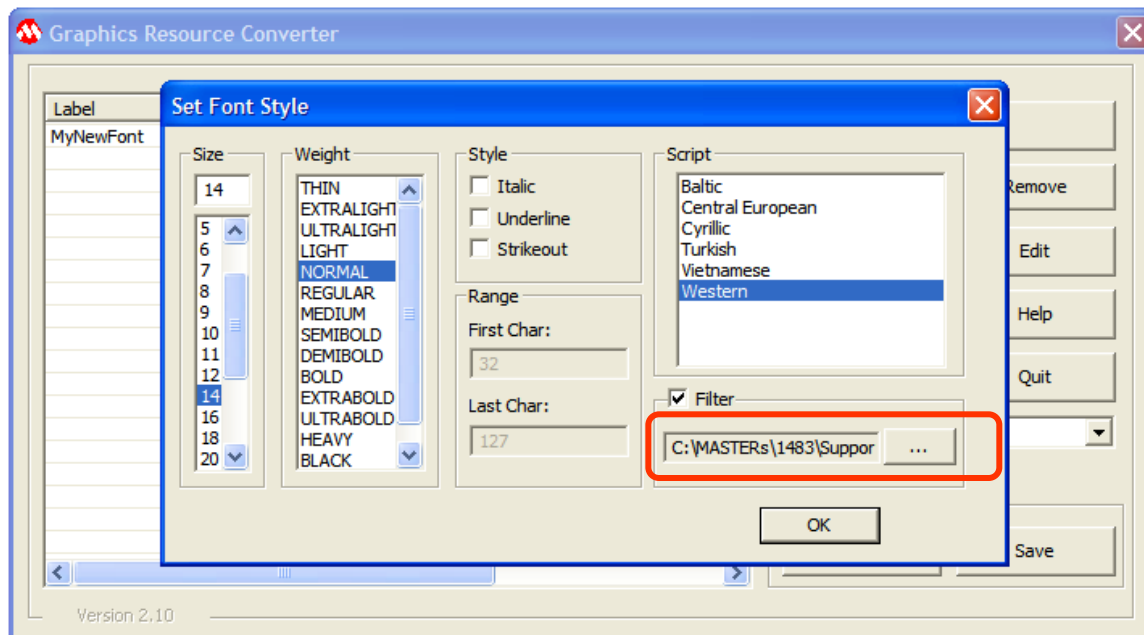 Graphics Resource Converter
Label
MyNewFont
Set Font Style
Size
14
5
6
7
8
9
10
11
12
14
16
18
20
Weight
THIN
EXTRALIGHT
ULTRALIGHT
LIGHT
NORMAL
REGULAR
MEDIUM
SEMIBOLD
DEMIBOLD
BOLD
EXTRABOLD
ULTRABOLD
HEAVY
BLACK
Style
Italic
Underline
Strikeout
Range
First Char:
32
Last Char:
127
Script
Baltic
Central European
Cyrillic
Turkish
Vietnamese
Western
Filter
C:\MASTERs\1483\Suppor
...
OK
Remove
Edit
Help
Quit
Save
Version 2.10